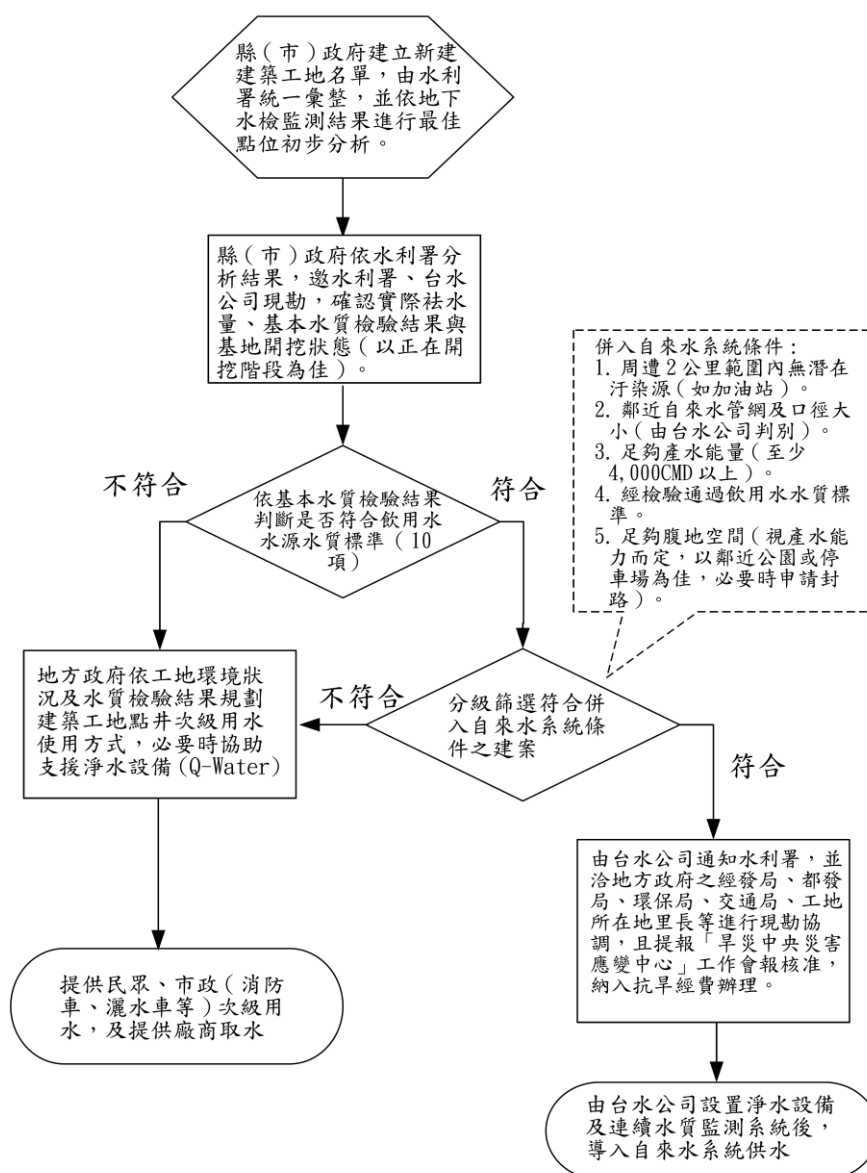 縣（市）政府建立新建
建築工地名單，由水利
署統一彙整，並依地下
水檢監測結果進行最佳
點位初步分析。
縣（市）政府依水利署分
析結果，邀水利署、台水
公司現勘，確認實際袪水
量、基本水質檢驗結果與
基地開挖狀態（以正在開
挖階段為佳）。
併入自來水系統條件：
1. 周遭2公里範圍內無潛在
汙染源（如加油站）。
2. 鄰近自來水管網及口徑大
小（由台水公司判別）。
3. 足夠產水能量（至少
4,000CMD以上）。
4. 經檢驗通過飲用水水質標
準。
5. 足夠腹地空間（視產水能
力而定，以鄰近公園或停
車場為佳，必要時申請封
路）。
不符合
符合
依基本水質檢驗結果
判斷是否符合飲用水
水源水質標準（10
項）
地方政府依工地環境狀
況及水質檢驗結果規劃
建築工地點井次級用水
使用方式，必要時協助
支援淨水設備(Q-Water)
不符合
分級篩選符合併
入自來水系統條
件之建案
符合
由台水公司通知水利署，並
洽地方政府之經發局、都發
局、環保局、交通局、工地
所在地里長等進行現勘協
調，且提報「旱災中央災害
應變中心」工作會報核准，
納入抗旱經費辦理。
提供民眾、市政（消防
車、灑水車等）次級用
水，及提供廠商取水
由台水公司設置淨水設備
及連續水質監測系統後，
導入自來水系統供水